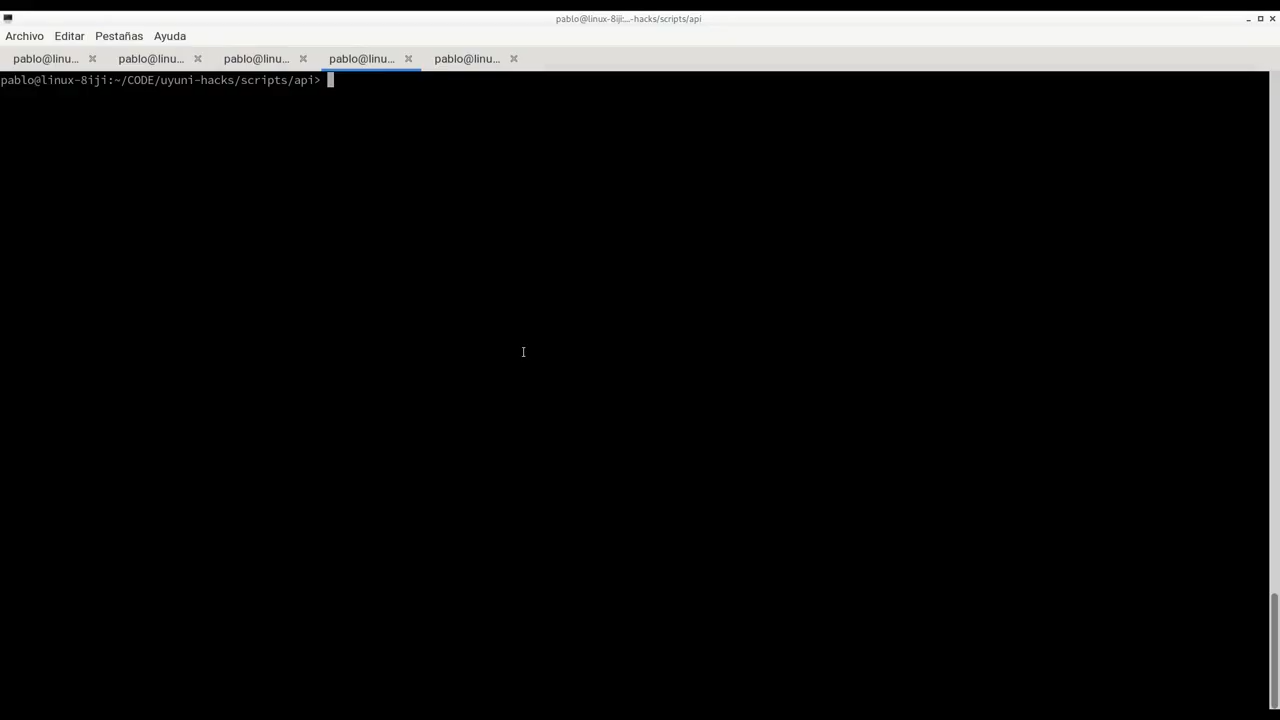 pablo@linux-8iji:...-hacks/scripts/api
Archivo Editar Pestañas Ayuda
pablo@linu... pablo@linu... pablo@linu... pablo@linu... pablo@linu...
pablo@linux-8iji:~/CODE/uyuni-hacks/scripts/api>